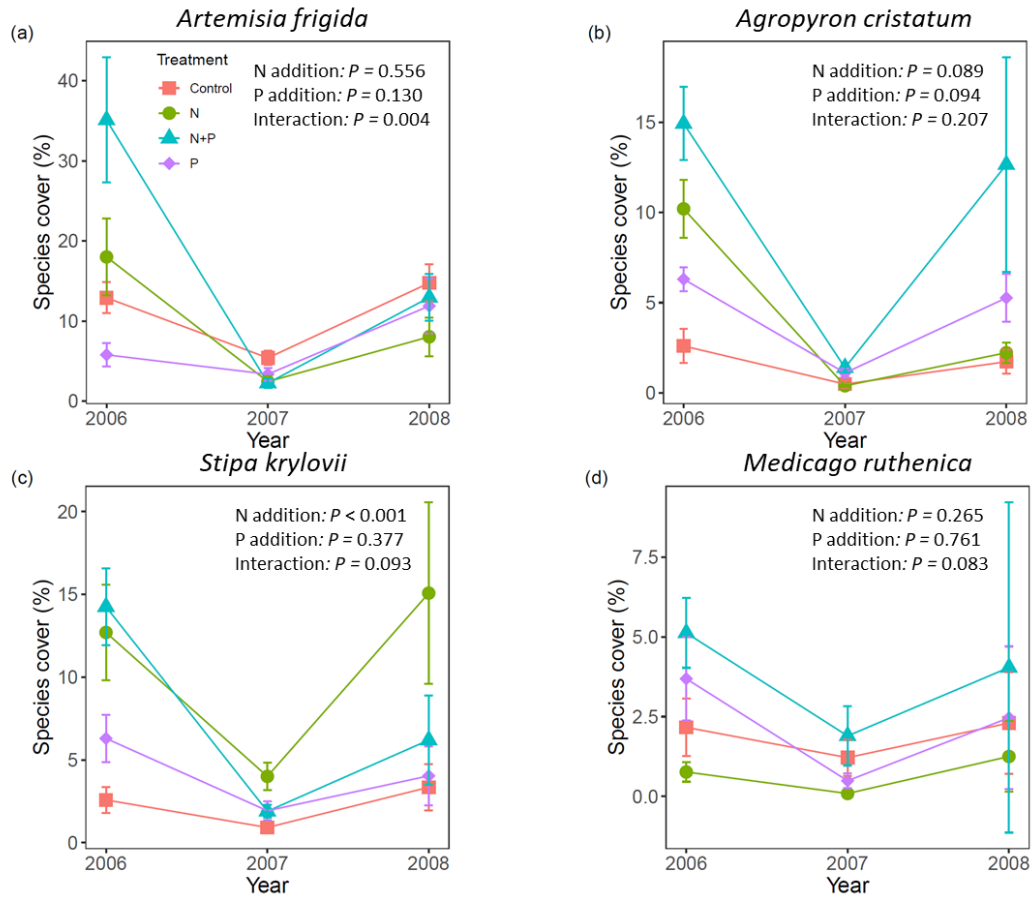 Artemisia frigida
(a)
Treatment
Control
N
N+P
P
N addition: P = 0.556
P addition: P = 0.130
Interaction: P = 0.004
Species cover (%)
40
30
20
10
0
2006 2007 2008
Year
Agropyron cristatum
(b)
N addition: P = 0.089
P addition: P = 0.094
Interaction: P = 0.207
Species cover (%)
15
10
5
0
2006 2007 2008
Year
Stipa krylovii
(c)
N addition: P < 0.001
P addition: P = 0.377
Interaction: P = 0.093
Species cover (%)
20
15
10
5
0
2006 2007 2008
Year
Medicago ruthenica
(d)
N addition: P = 0.265
P addition: P = 0.761
Interaction: P = 0.083
Species cover (%)
7.5
5.0
2.5
0.0
2006 2007 2008
Year